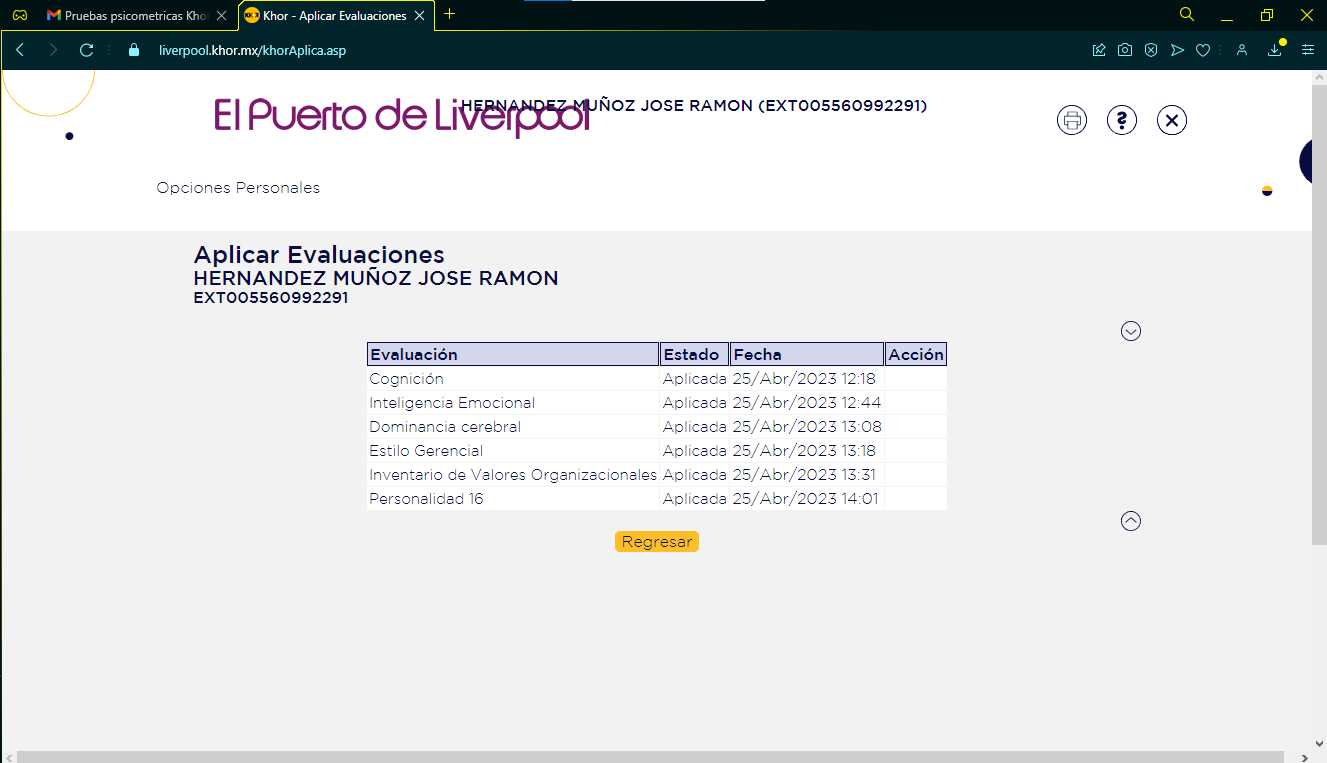 Pruebas psicometricas Kho
Khor - Aplicar Evaluaciones
liverpool.khor.mx/khorAplica.asp
El Puerto de Liverpool
HERNANDEZ MUÑOZ JOSE RAMON (EXT005560992291)
Opciones Personales
Aplicar Evaluaciones
HERNANDEZ MUÑOZ JOSE RAMON
EXT005560992291
Evaluación Estado Fecha Acción
Cognición Aplicada 25/Abr/2023 12:18
Inteligencia Emocional Aplicada 25/Abr/2023 12:44
Dominancia cerebral Aplicada 25/Abr/2023 13:08
Estilo Gerencial Aplicada 25/Abr/2023 13:18
Inventario de Valores Organizacionales Aplicada 25/Abr/2023 13:31
Personalidad 16 Aplicada 25/Abr/2023 14:01
Regresar